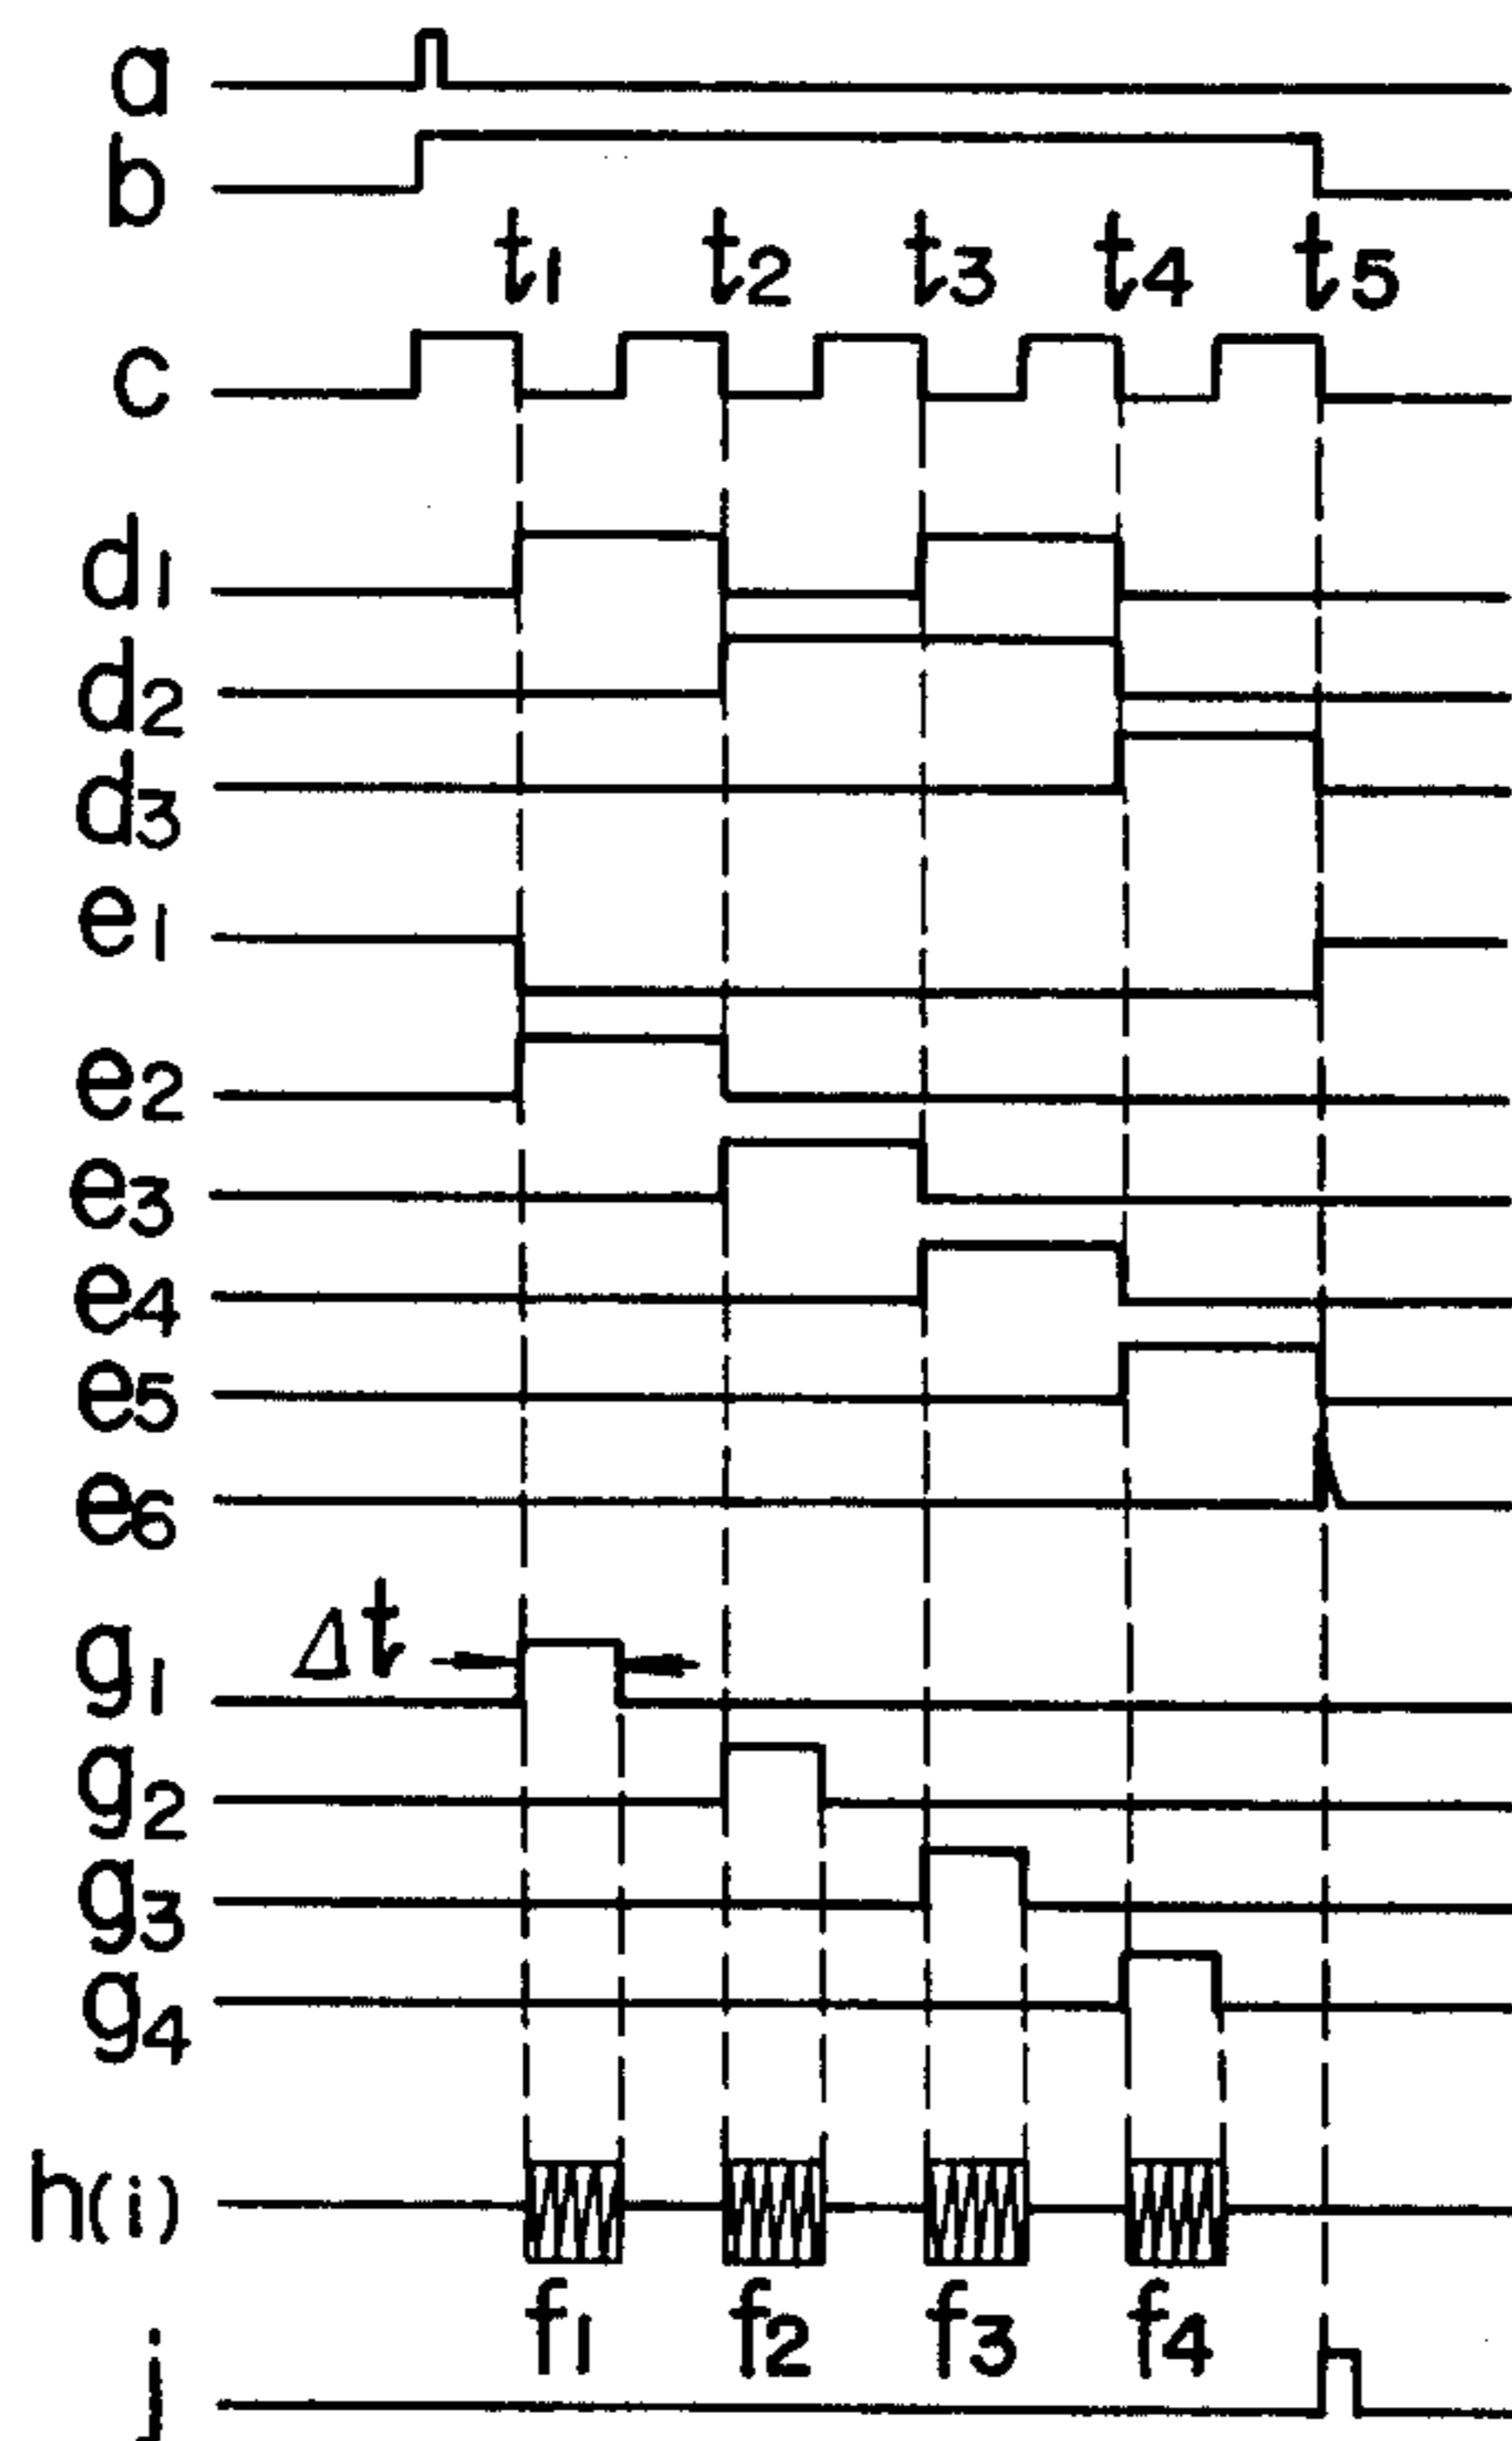 a
b
t1 t2 t3 t4 t5
c
d1
d2
d3
e1
e2
e3
e4
e5
e6
Δt
g1
g2
g3
g4
h(i)
f1 f2 f3 f4
j